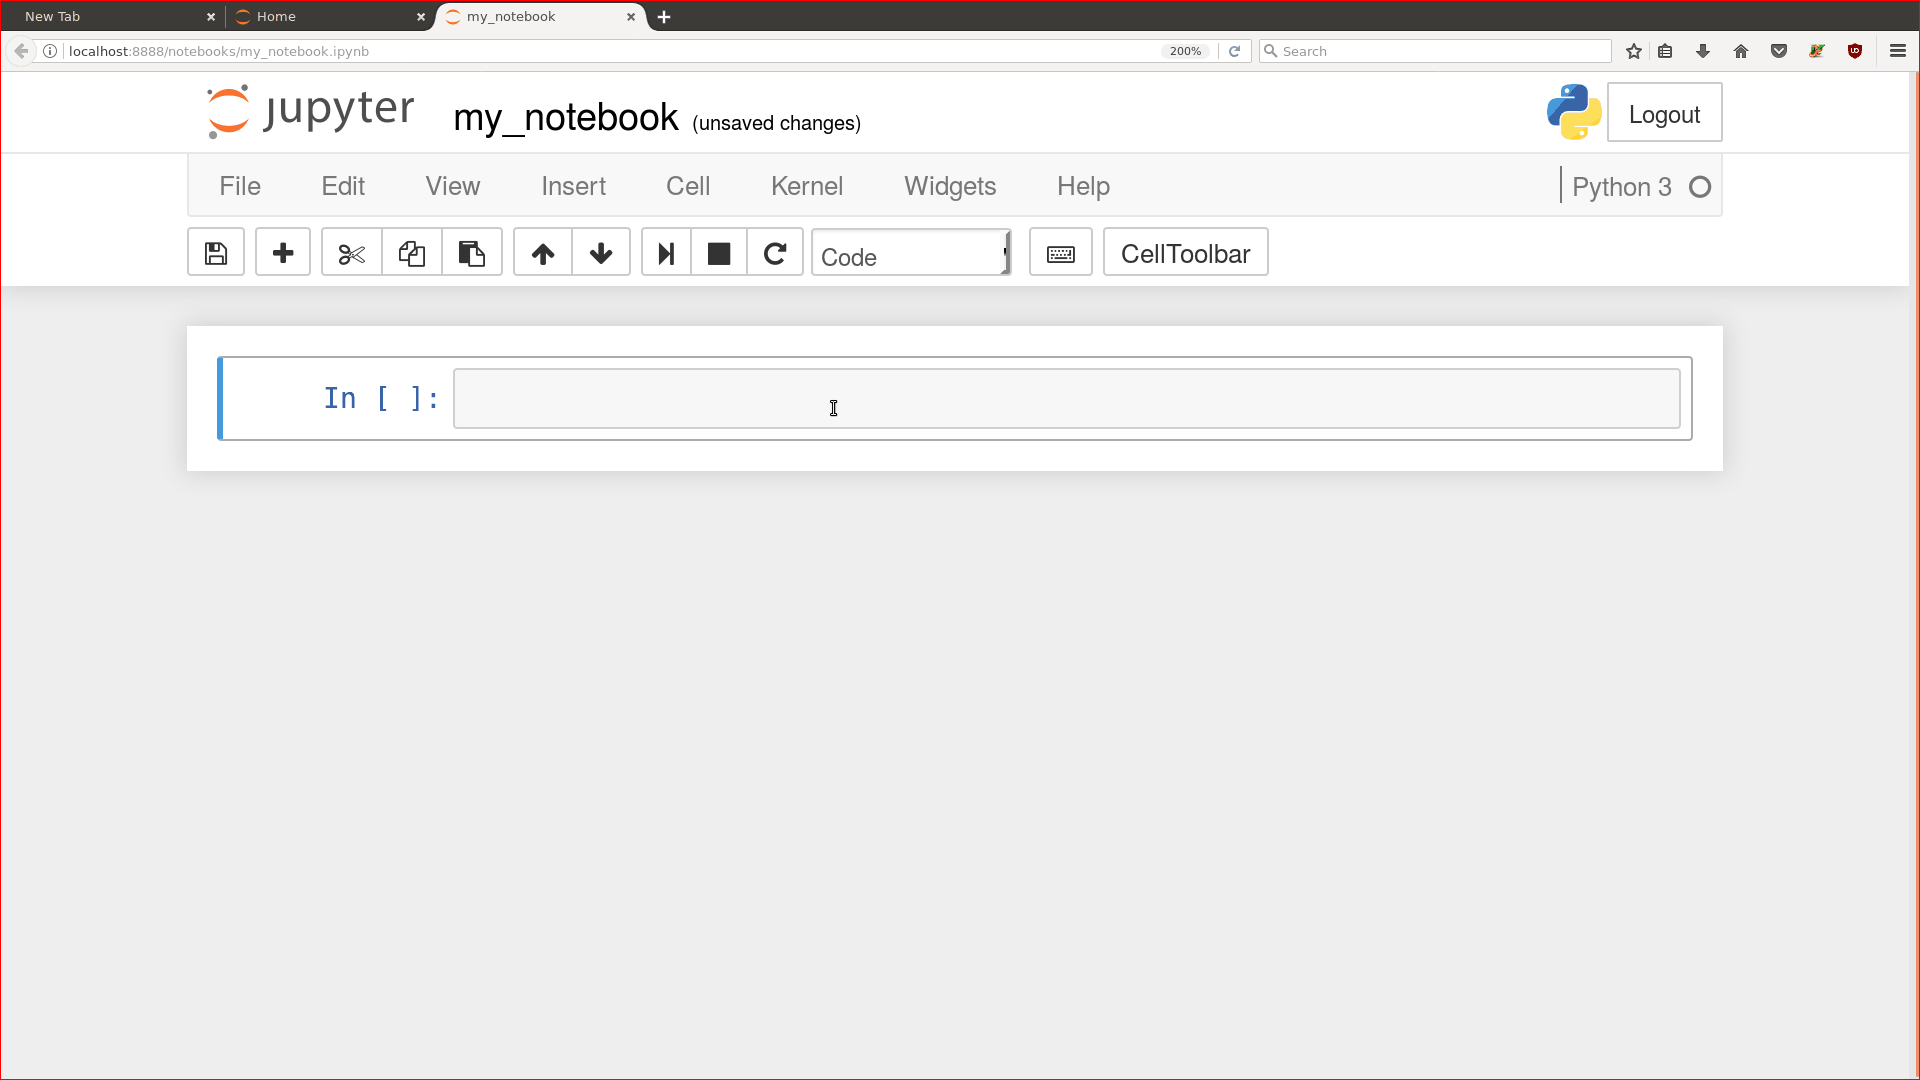 New Tab Home my_notebook
localhost:8888/notebooks/my_notebook.ipynb 200% Search
jupyter my_notebook (unsaved changes) Logout
File Edit View Insert Cell Kernel Widgets Help Python 3
Code CellToolbar
In [ ]: